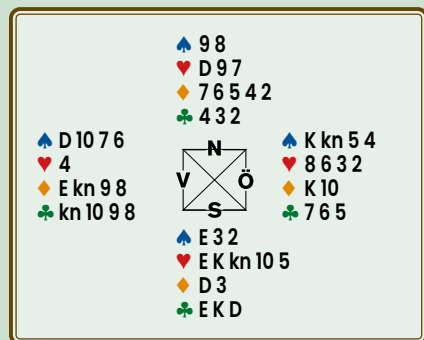 ♠ 9 8
♥ D 9 7
♦ 7 6 5 4 2
♣ 4 3 2
♠ D 10 7 6
♥ 4
♦ E kn 9 8
♣ kn 10 9 8
N
V Ö
S
♠ K kn 5 4
♥ 8 6 3 2
♦ K 10
♣ 7 6 5
♠ E 3 2
♥ E K kn 10 5
♦ D 3
♣ E K D